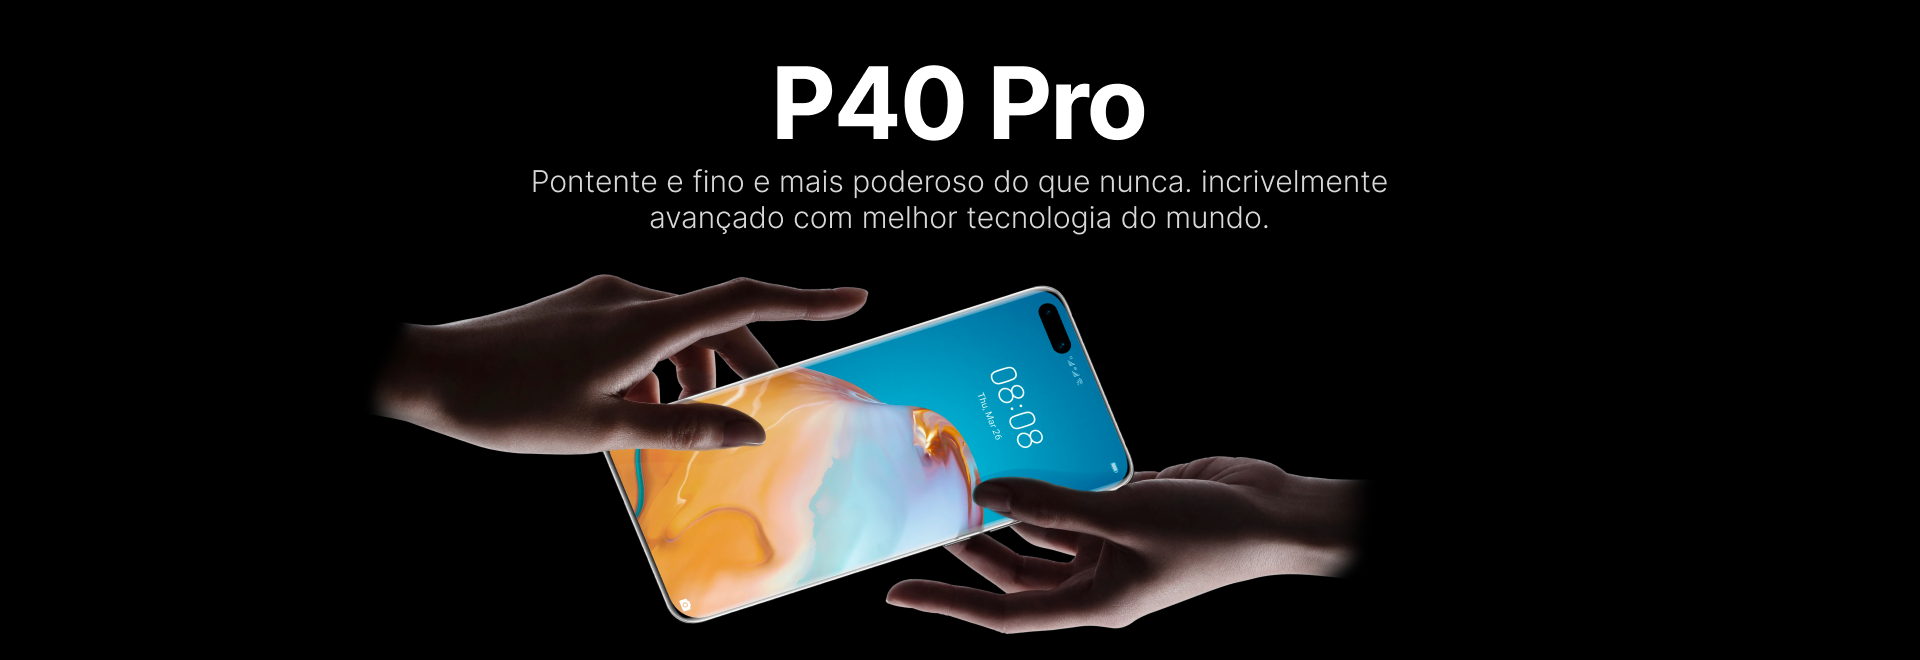 P40 Pro
Pontente e fino e mais poderoso do que nunca. incrivelmente
avançado com melhor tecnologia do mundo.
08:08
Thu, Mar 26